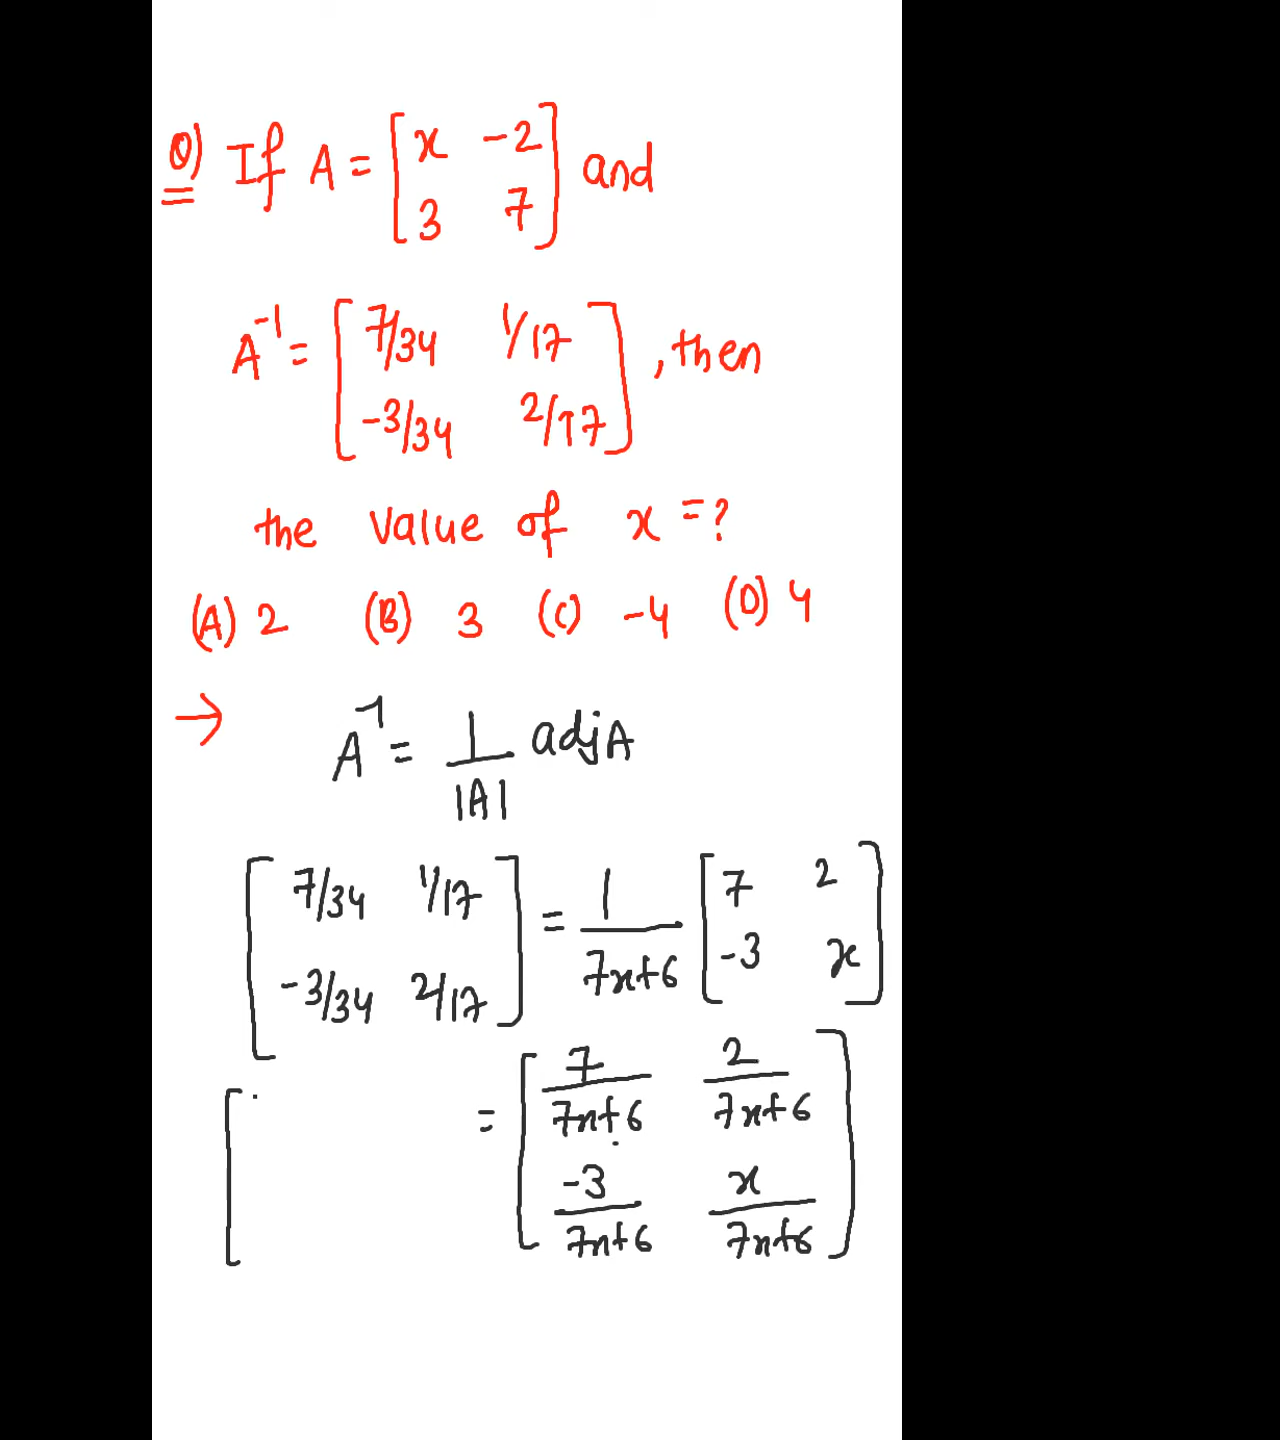 Q) If A = [x -2
3 7] and
A⁻¹ = [7/34 1/17
-3/34 2/17], then
the value of x = ?
(A) 2 (B) 3 (C) -4 (D) 4
→ A⁻¹ = 1/|A| adjA
[7/34 1/17
-3/34 2/17] = 1/7x+6 [7 2
-3 x]
[ = [7/7x+6 2/7x+6
-3/7x+6 x/7x+6]